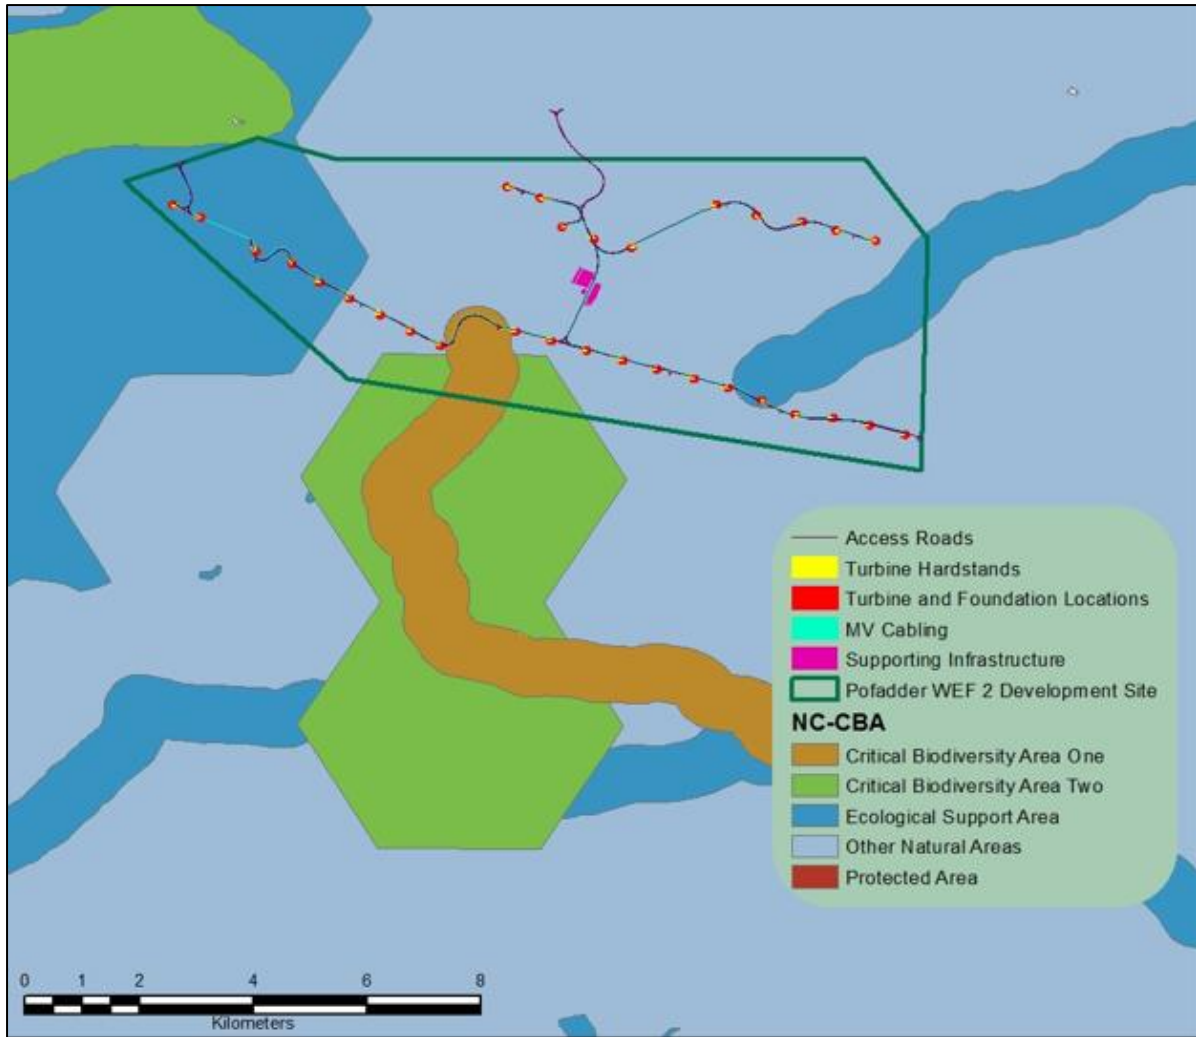 Access Roads
Turbine Hardstands
Turbine and Foundation Locations
MV Cabling
Supporting Infrastructure
Pofadder WEF 2 Development Site
NC-CBA
Critical Biodiversity Area One
Critical Biodiversity Area Two
Ecological Support Area
Other Natural Areas
Protected Area
0 1 2 4 6 8
Kilometers